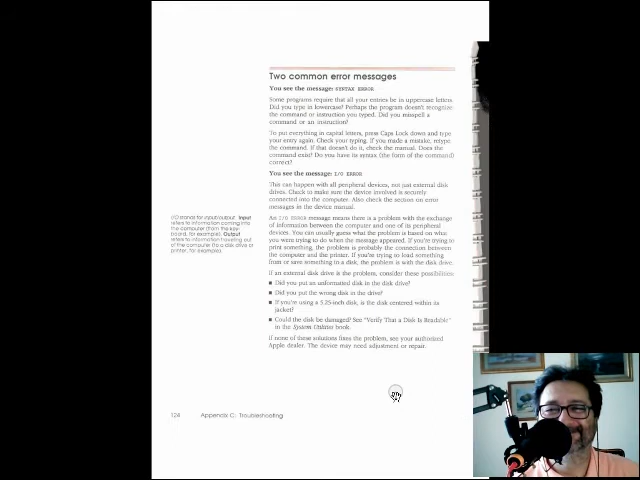 Two common error messages
You see the message: SYNTAX ERROR
Some programs require that all your entries be in uppercase letters.
Did you type in lowercase? Perhaps the program doesn't recognize
the command or instruction you typed. Did you misspell a
command or an instruction?
To put everything in capital letters, press Caps Lock down and type
your entry again. Check your typing. If you made a mistake, retype
the command. If that doesn't do it, check the manual. Does the
command exist? Do you have its syntax (the form of the command)
correct?
You see the message: I/O ERROR
This can happen with all peripheral devices, not just external disk
drives. Check to make sure the device involved is securely
connected into the computer. Also check the section on error
messages in the device manual.
I/O stands for input/output. Input
refers to information coming into
the computer (from the key-
board, for example). Output
refers to information traveling out
of the computer (to a disk drive or
printer, for example).
An I/O ERROR message means there is a problem with the exchange
of information between the computer and one of its peripheral
devices. You can usually guess what the problem is based on what
you were trying to do when the message appeared. If you're trying to
print something, the problem is probably the connection between
the computer and the printer. If you're trying to load something
from or save something to a disk, the problem is with the disk drive.
If an external disk drive is the problem, consider these possibilities:
■ Did you put an unformatted disk in the disk drive?
■ Did you put the wrong disk in the drive?
■ If you're using a 5.25-inch disk, is the disk centered within its
jacket?
■ Could the disk be damaged? See "Verify That a Disk Is Readable"
in the System Utilities book.
If none of these solutions fixes the problem, see your authorized
Apple dealer. The device may need adjustment or repair.
124 Appendix C: Troubleshooting